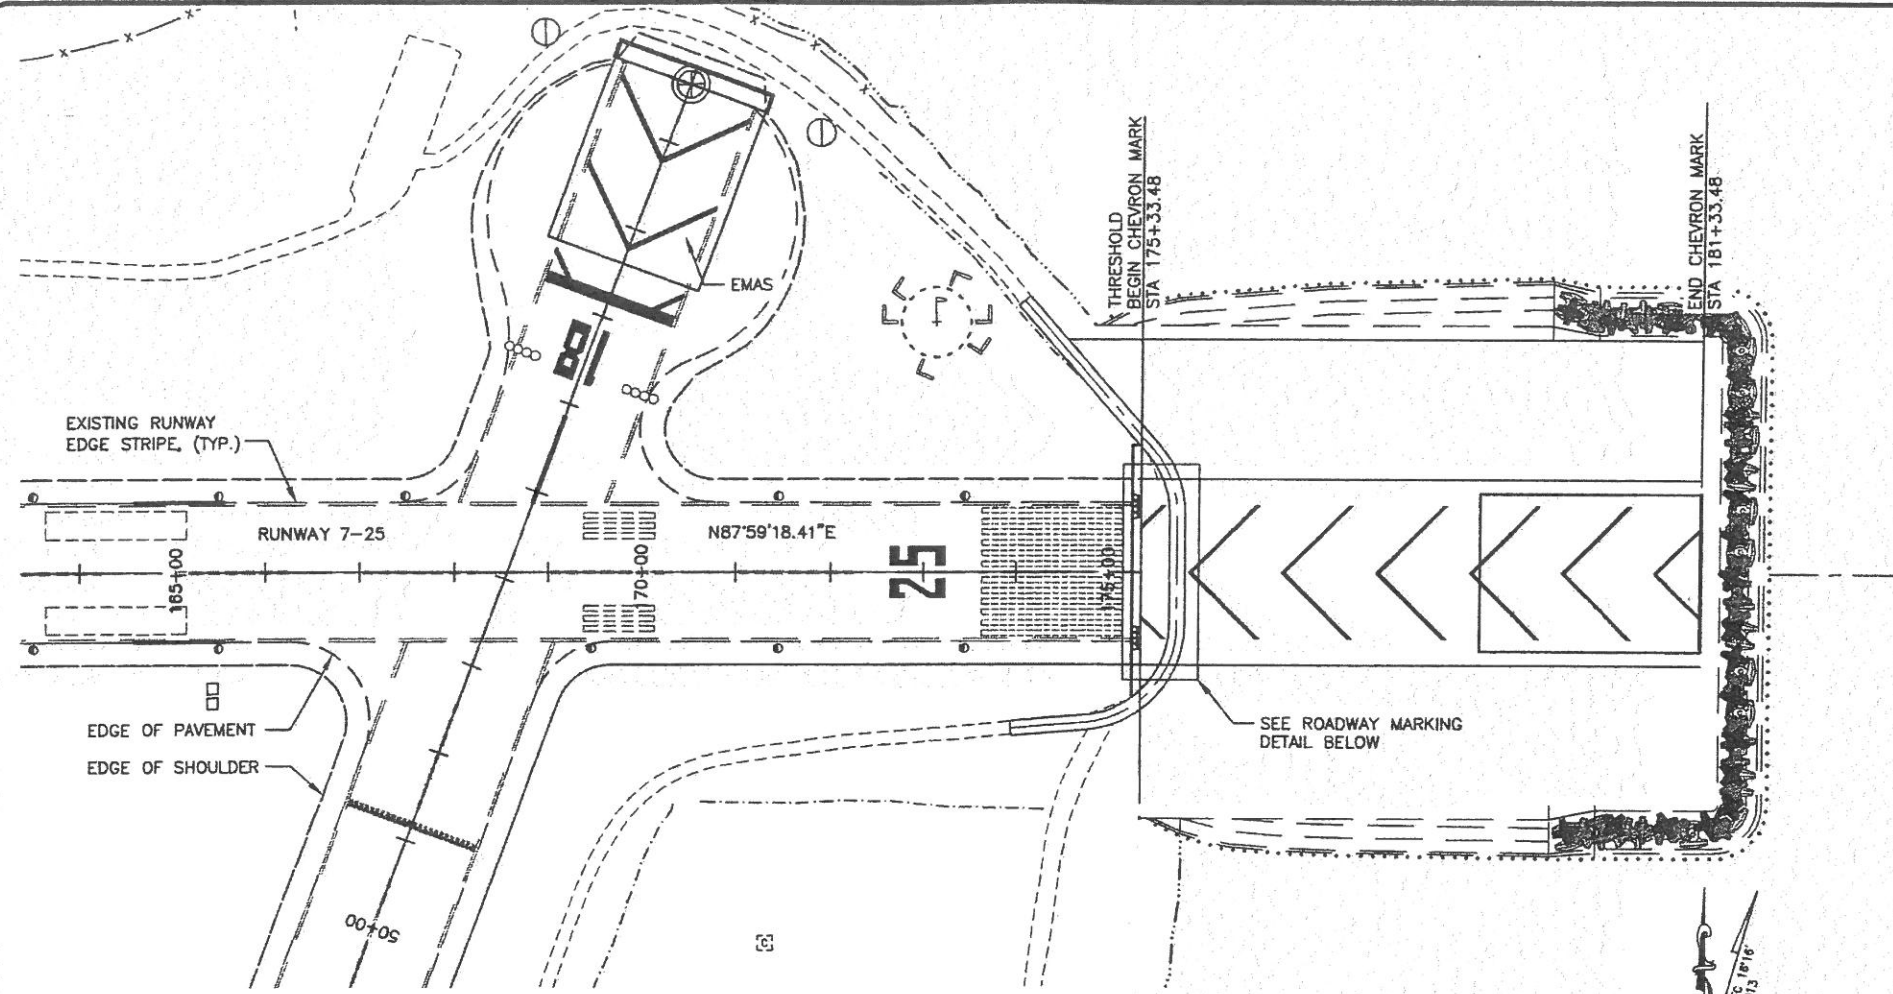 THRESHOLD
BEGIN CHEVRON MARK
STA 175+33.48
END CHEVRON MARK
STA 181+33.48
EMAS
18
EXISTING RUNWAY
EDGE STRIPE, (TYP.)
RUNWAY 7-25
N87°59'18.41"E
165+00
170+00
25
175+00
EDGE OF PAVEMENT
EDGE OF SHOULDER
SEE ROADWAY MARKING
DETAIL BELOW
50+00
C